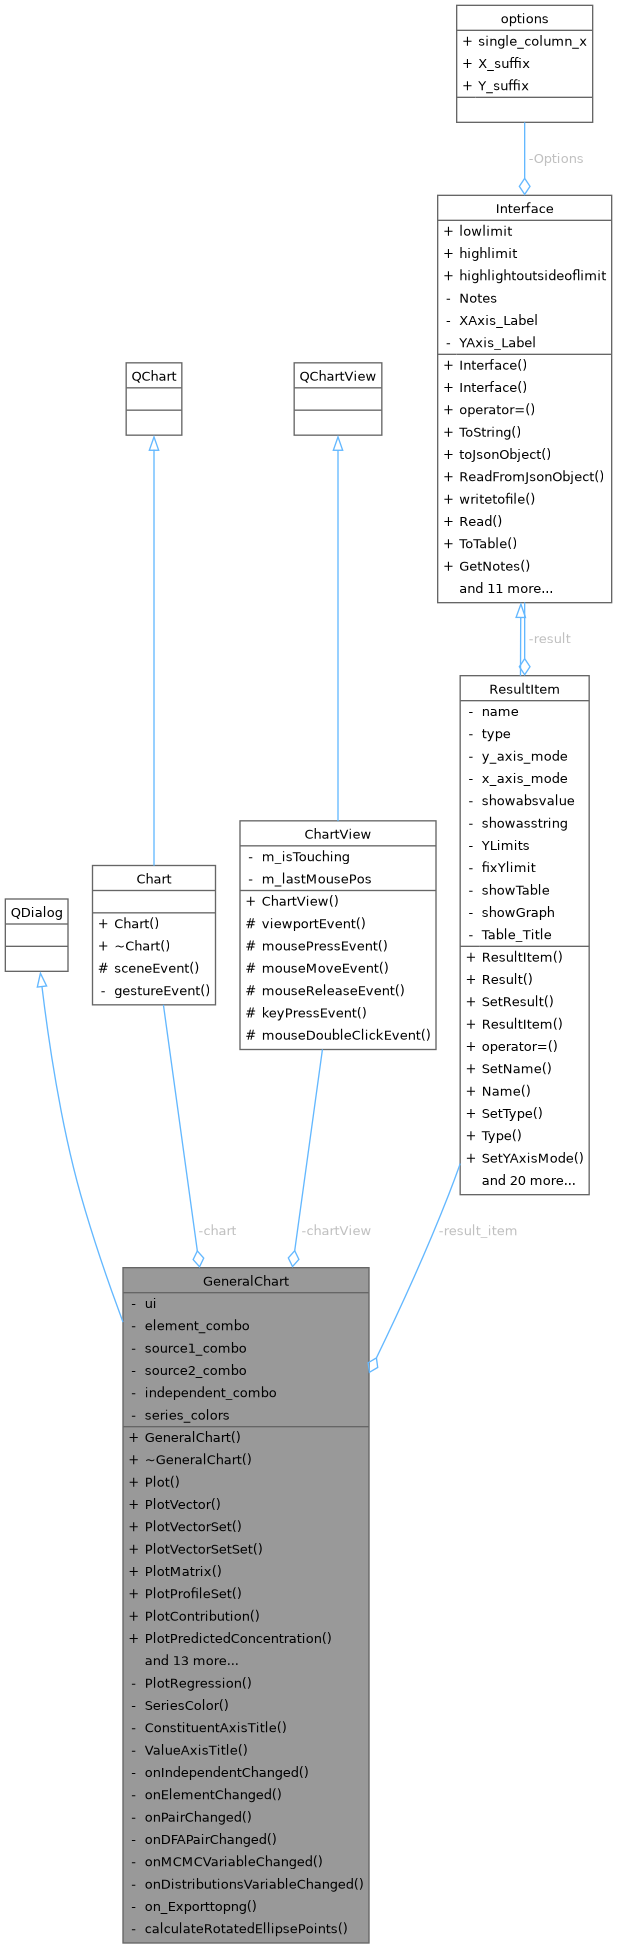 options
+ single_column_x
+ X_suffix
+ Y_suffix
-Options
Interface
+ lowlimit
+ highlimit
+ highlightoutsideoflimit
- Notes
- XAxis_Label
- YAxis_Label
+ Interface()
+ Interface()
+ operator=()
+ ToString()
+ toJsonObject()
+ ReadFromJsonObject()
+ writetofile()
+ Read()
+ ToTable()
+ GetNotes()
and 11 more...
QChart
QChartView
-result
ResultItem
- name
- type
- y_axis_mode
- x_axis_mode
- showabsvalue
- showasstring
- YLimits
- fixYlimit
- showTable
- showGraph
- Table_Title
+ ResultItem()
+ Result()
+ SetResult()
+ ResultItem()
+ operator=()
+ SetName()
+ Name()
+ SetType()
+ Type()
+ SetYAxisMode()
and 20 more...
ChartView
- m_isTouching
- m_lastMousePos
+ ChartView()
# viewportEvent()
# mousePressEvent()
# mouseMoveEvent()
# mouseReleaseEvent()
# keyPressEvent()
# mouseDoubleClickEvent()
Chart
+ Chart()
+ ~Chart()
# sceneEvent()
- gestureEvent()
QDialog
-chart
-chartView
-result_item
GeneralChart
- ui
- element_combo
- source1_combo
- source2_combo
- independent_combo
- series_colors
+ GeneralChart()
+ ~GeneralChart()
+ Plot()
+ PlotVector()
+ PlotVectorSet()
+ PlotVectorSetSet()
+ PlotMatrix()
+ PlotProfileSet()
+ PlotContribution()
+ PlotPredictedConcentration()
and 13 more...
- PlotRegression()
- SeriesColor()
- ConstituentAxisTitle()
- ValueAxisTitle()
- onIndependentChanged()
- onElementChanged()
- onPairChanged()
- onDFAPairChanged()
- onMCMCVariableChanged()
- onDistributionsVariableChanged()
- on_Exporttopng()
- calculateRotatedEllipsePoints()